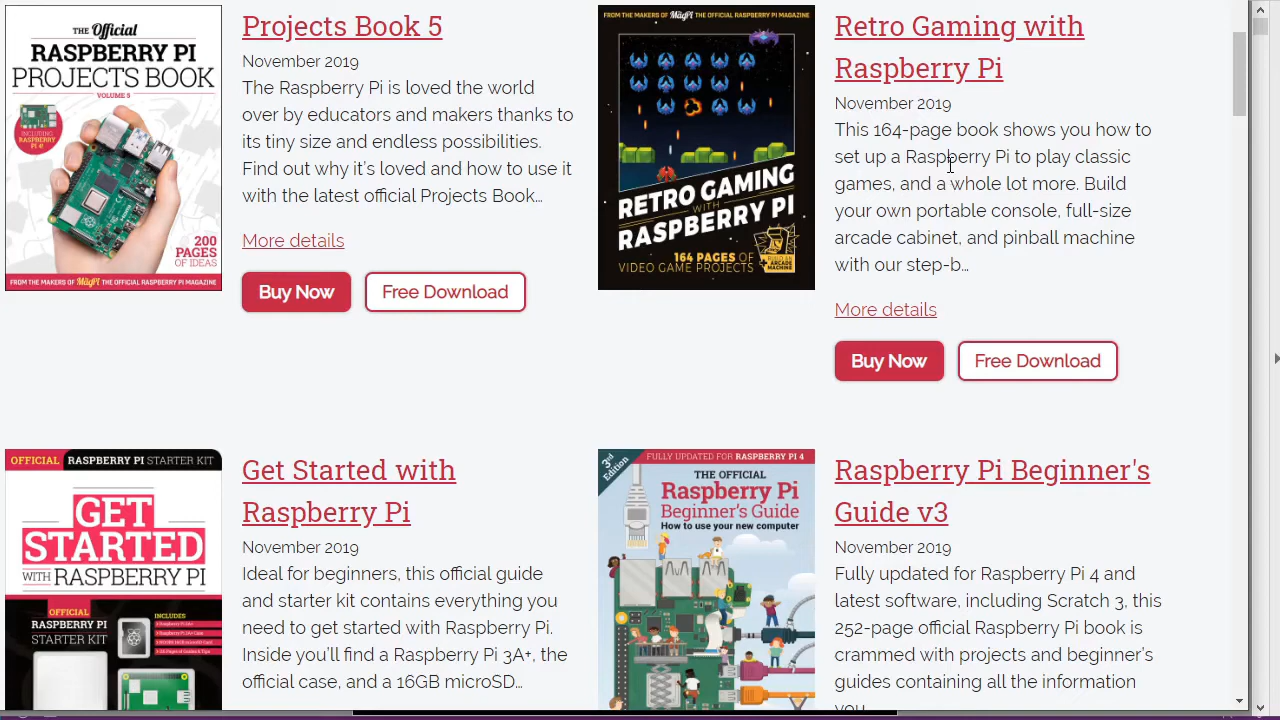 THE Official
RASPBERRY PI
PROJECTS BOOK
VOLUME 5
INCLUDING
RASPBERRY
PI 4!
200
PAGES
OF IDEAS
FROM THE MAKERS OF MagPi THE OFFICIAL RASPBERRY PI MAGAZINE
Projects Book 5
November 2019
The Raspberry Pi is loved the world
over by educators and makers thanks to
its tiny size and endless possibilities.
Find out why it's loved and how to use it
with the latest official Projects Book…
More details
Buy Now
Free Download
FROM THE MAKERS OF MagPi THE OFFICIAL RASPBERRY PI MAGAZINE
RETRO GAMING
WITH
RASPBERRY PI
164 PAGES OF
VIDEO GAME PROJECTS
ARCADE
MACHINE
Retro Gaming with
Raspberry Pi
November 2019
This 164-page book shows you how to
set up a Raspberry Pi to play classic
games, and a whole lot more. Build
your own portable console, full-size
arcade cabinet, and pinball machine
with our step-b…
More details
Buy Now
Free Download
OFFICIAL RASPBERRY PI STARTER KIT
GET
STARTED
WITH RASPBERRY PI
OFFICIAL
RASPBERRY PI
STARTER KIT
INCLUDES
Get Started with
Raspberry Pi
November 2019
Ideal for beginners, this official guide
and starter kit contains everything you
need to get started with Raspberry Pi.
Inside you'll find a Raspberry Pi 3A+, the
official case, and a 16GB microSD…
3rd
Edition
FULLY UPDATED FOR RASPBERRY PI 4
THE OFFICIAL
Raspberry Pi
Beginner's Guide
How to use your new computer
Raspberry Pi Beginner's
Guide v3
November 2019
Fully updated for Raspberry Pi 4 and
latest software, including corrating this
252-page official Raspberry Pi book is
crammed with projects and beginner's
guides containing all the information
you